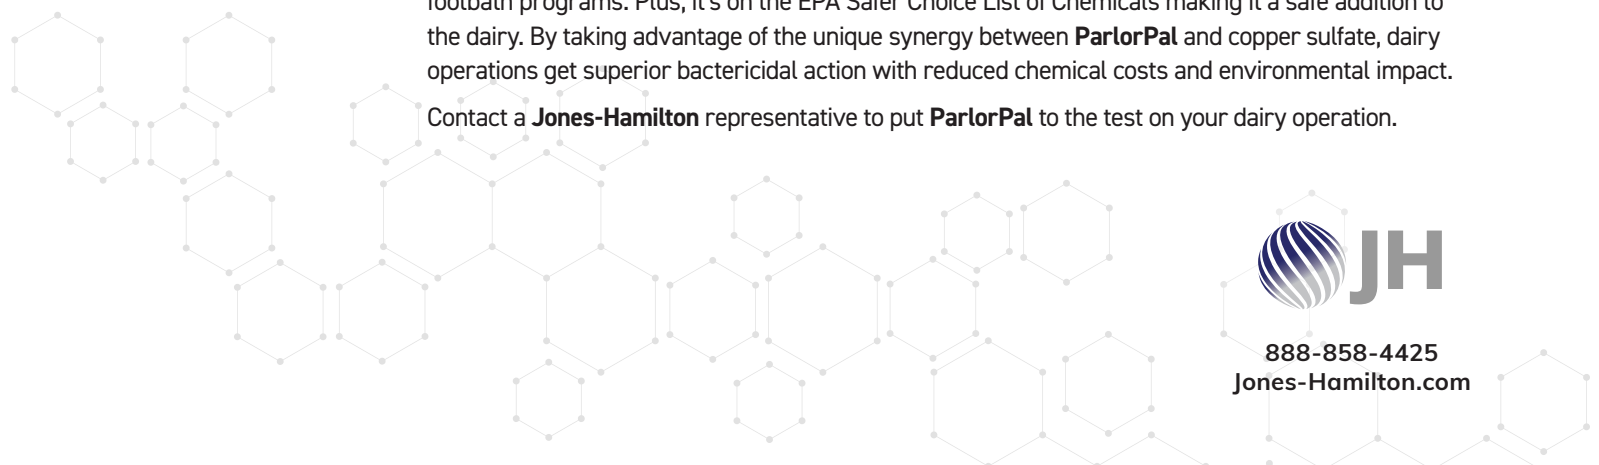 footbath programs. Plus, it's on the EPA Safer Choice List of Chemicals making it a safe addition to
the dairy. By taking advantage of the unique synergy between ParlorPal and copper sulfate, dairy
operations get superior bactericidal action with reduced chemical costs and environmental impact.
Contact a Jones-Hamilton representative to put ParlorPal to the test on your dairy operation.
JH
888-858-4425
Jones-Hamilton.com